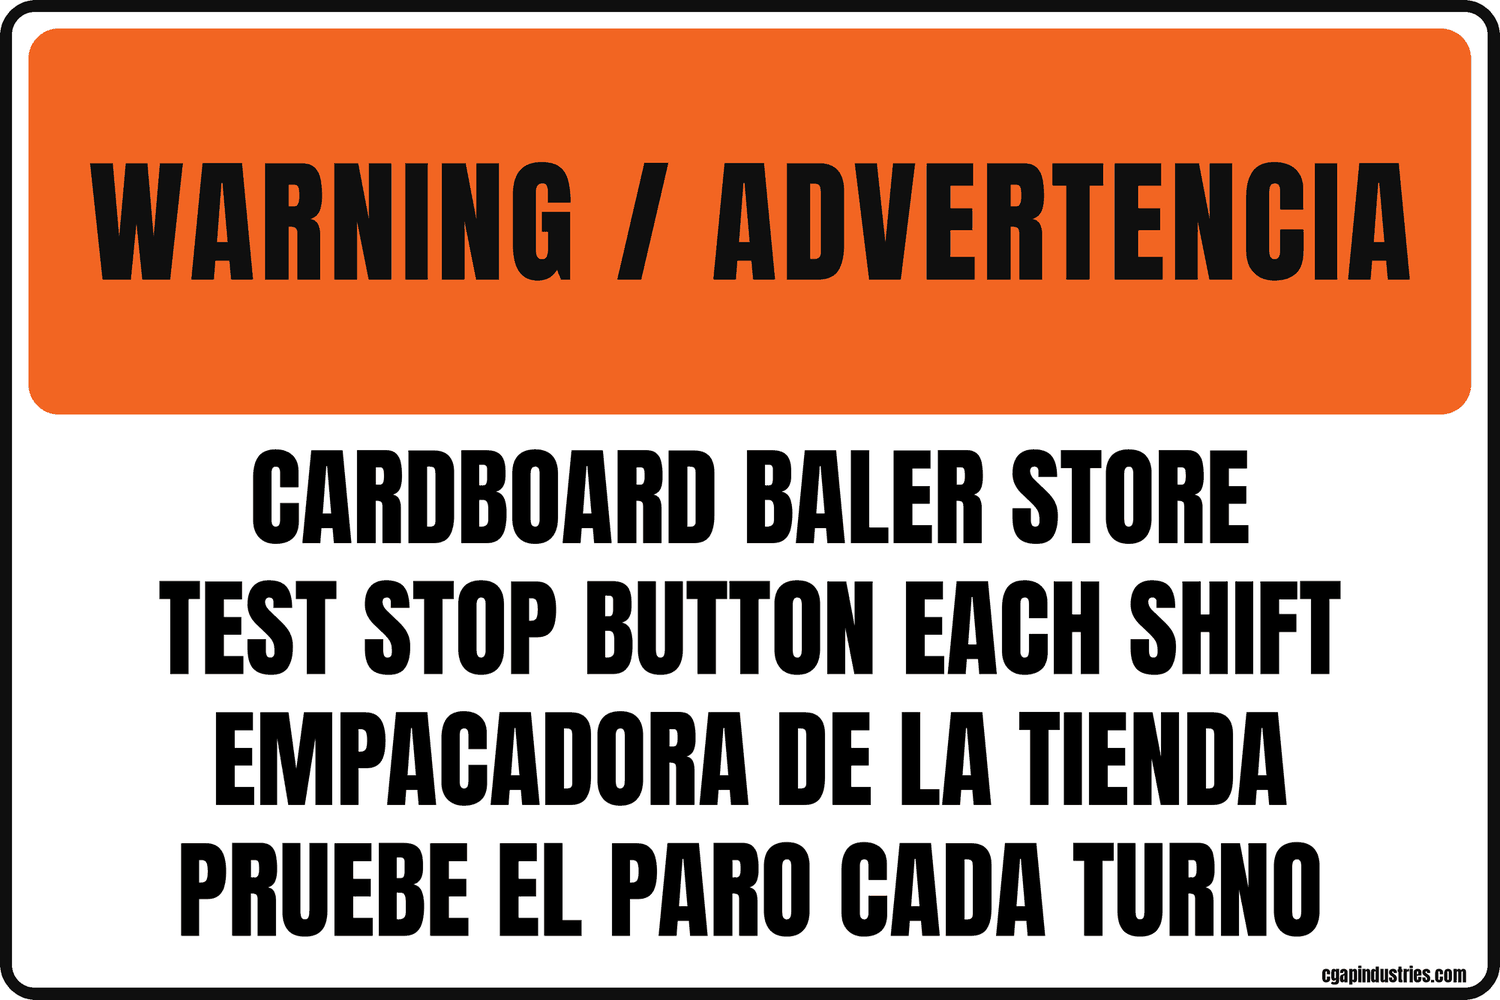 WARNING / ADVERTENCIA
CARDBOARD BALER STORE
TEST STOP BUTTON EACH SHIFT
EMPACADORA DE LA TIENDA
PRUEBE EL PARO CADA TURNO
cgapindustries.com